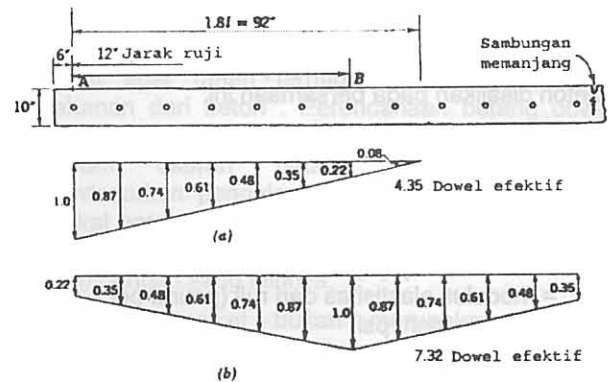 1.8l = 92"
6" 12" Jarak ruji
Sambungan
memanjang
A B
10"
0.08
1.0 0.87 0.74 0.61 0.48 0.35 0.22
4.35 Dowel efektif
(a)
0.22 0.35 0.48 0.61 0.74 0.87 1.0 0.87 0.74 0.61 0.48 0.35
7.32 Dowel efektif
(b)